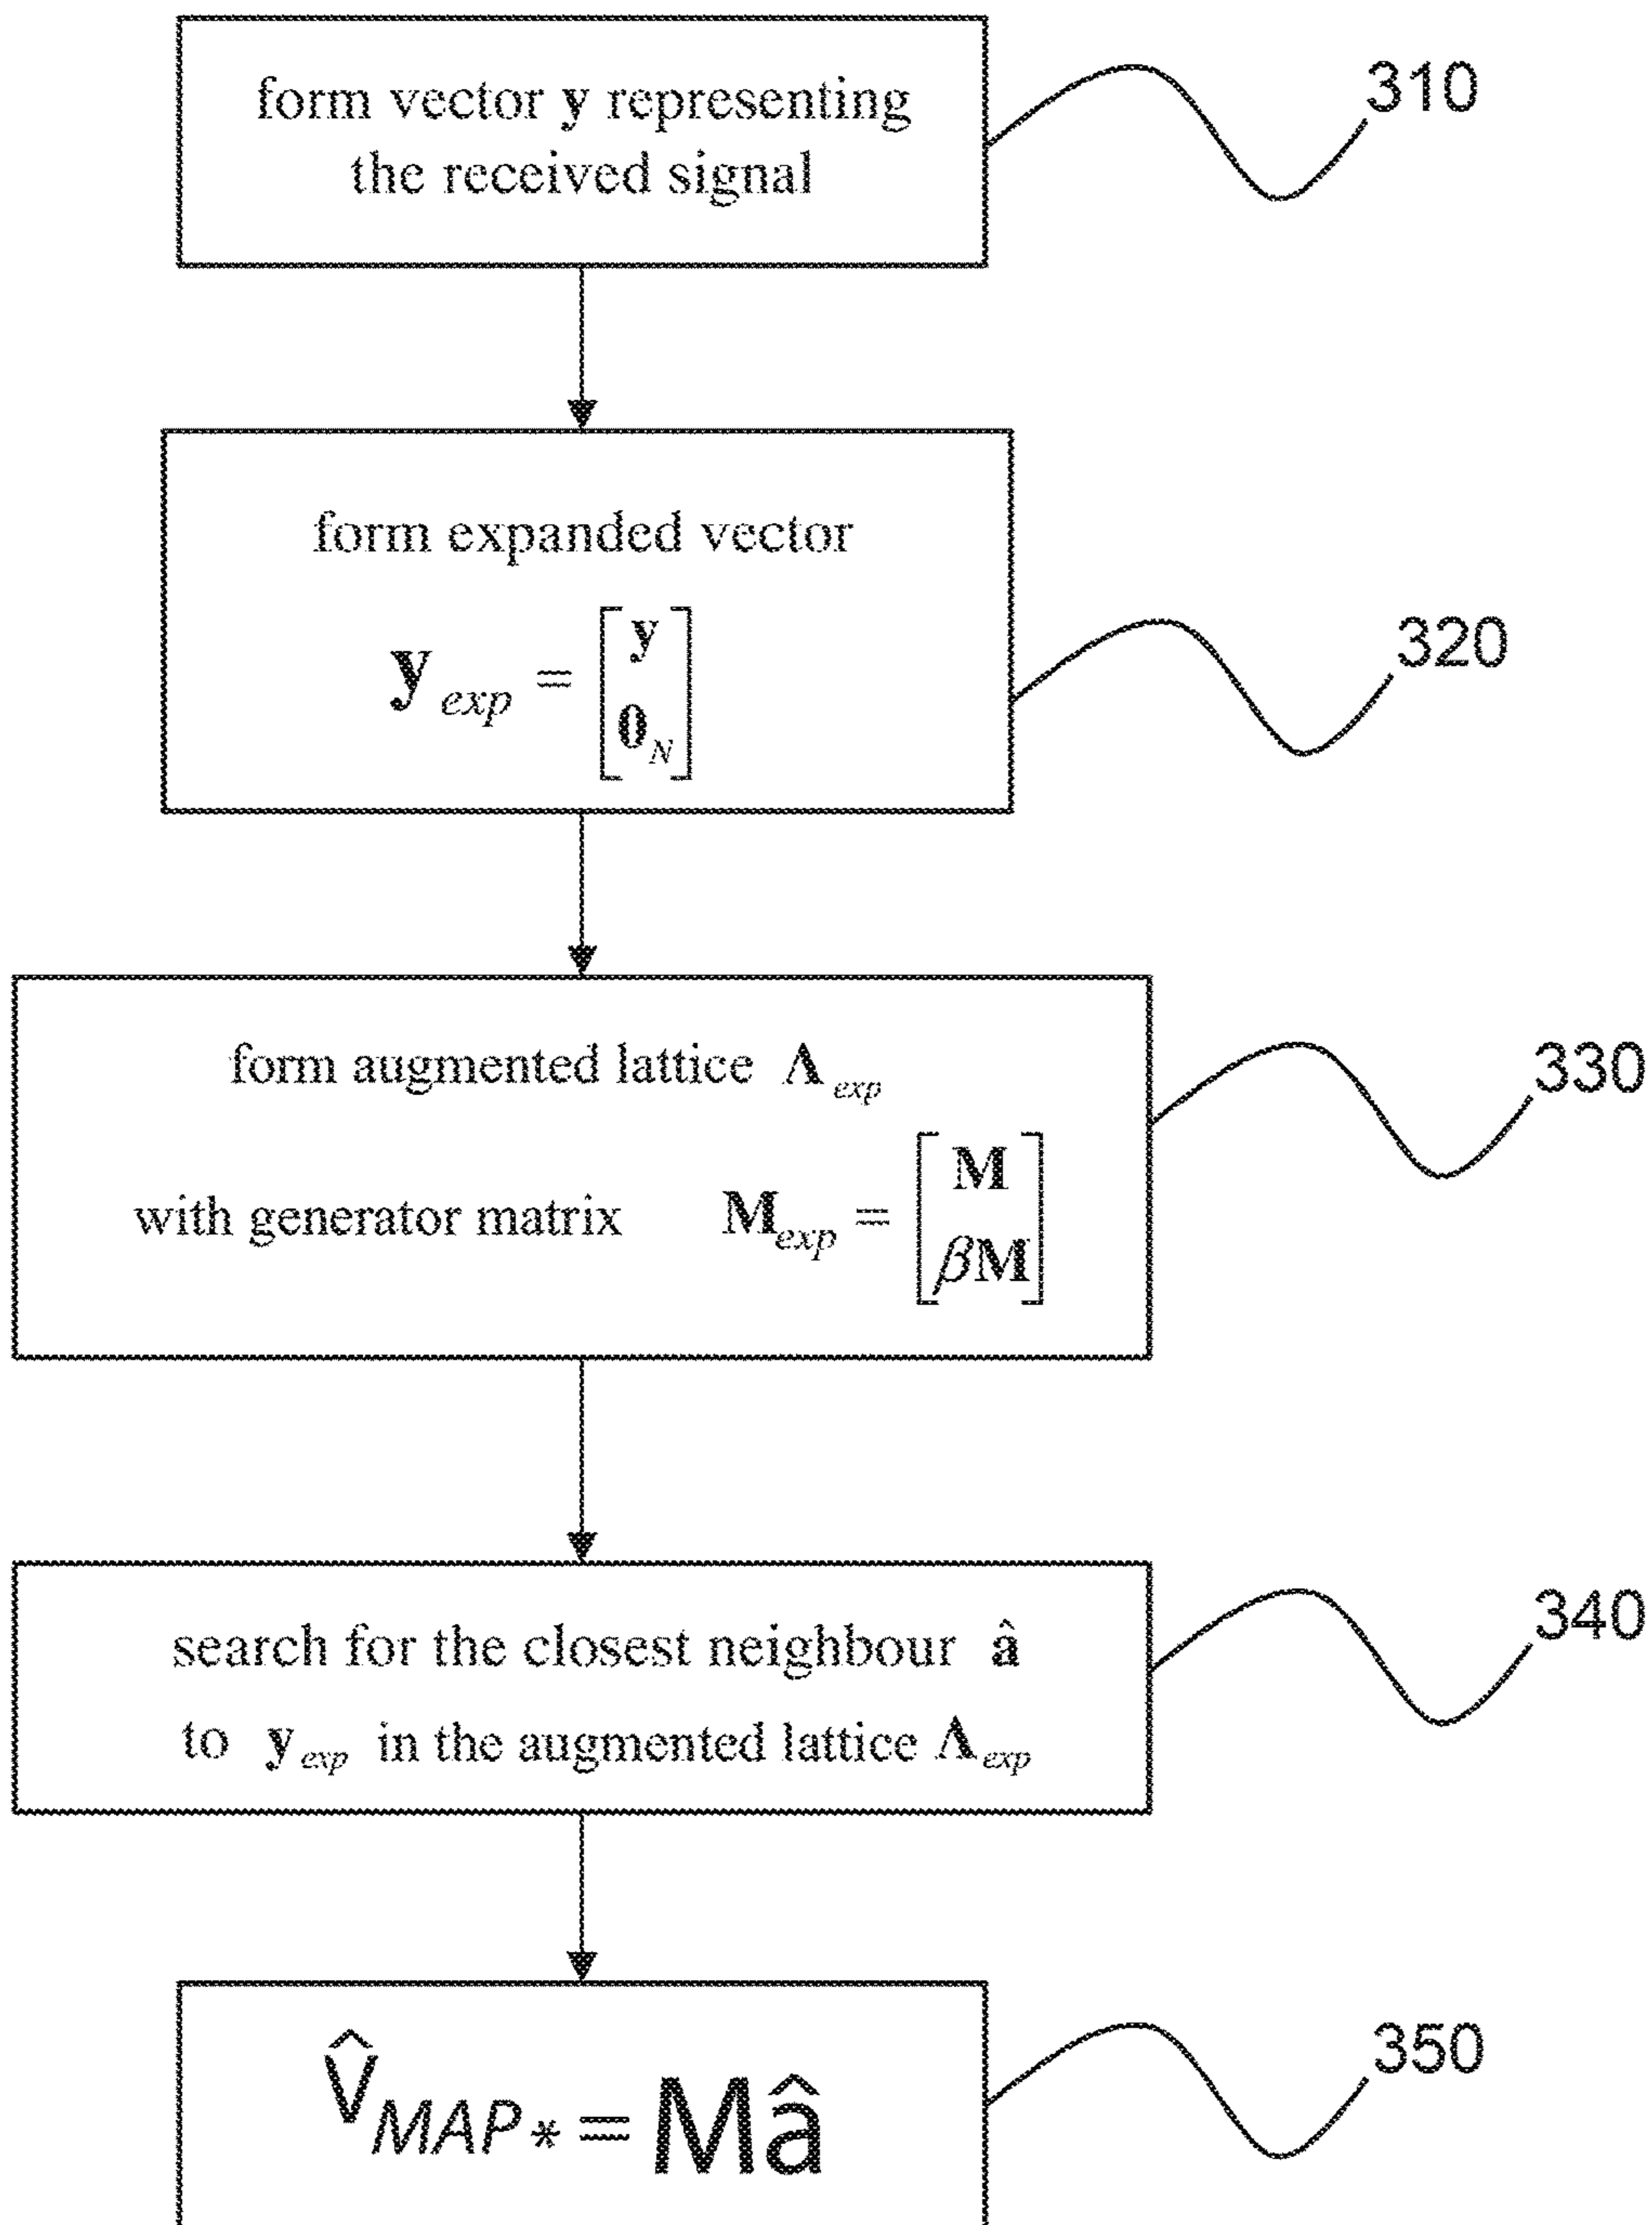 form vector y representing
the received signal
310
form expanded vector
y_exp = [y
0_N]
320
form augmented lattice Λ_exp
with generator matrix M_exp = [M
βM]
330
search for the closest neighbour â
to y_exp in the augmented lattice Λ_exp
340
V̂_MAP* = Mâ
350